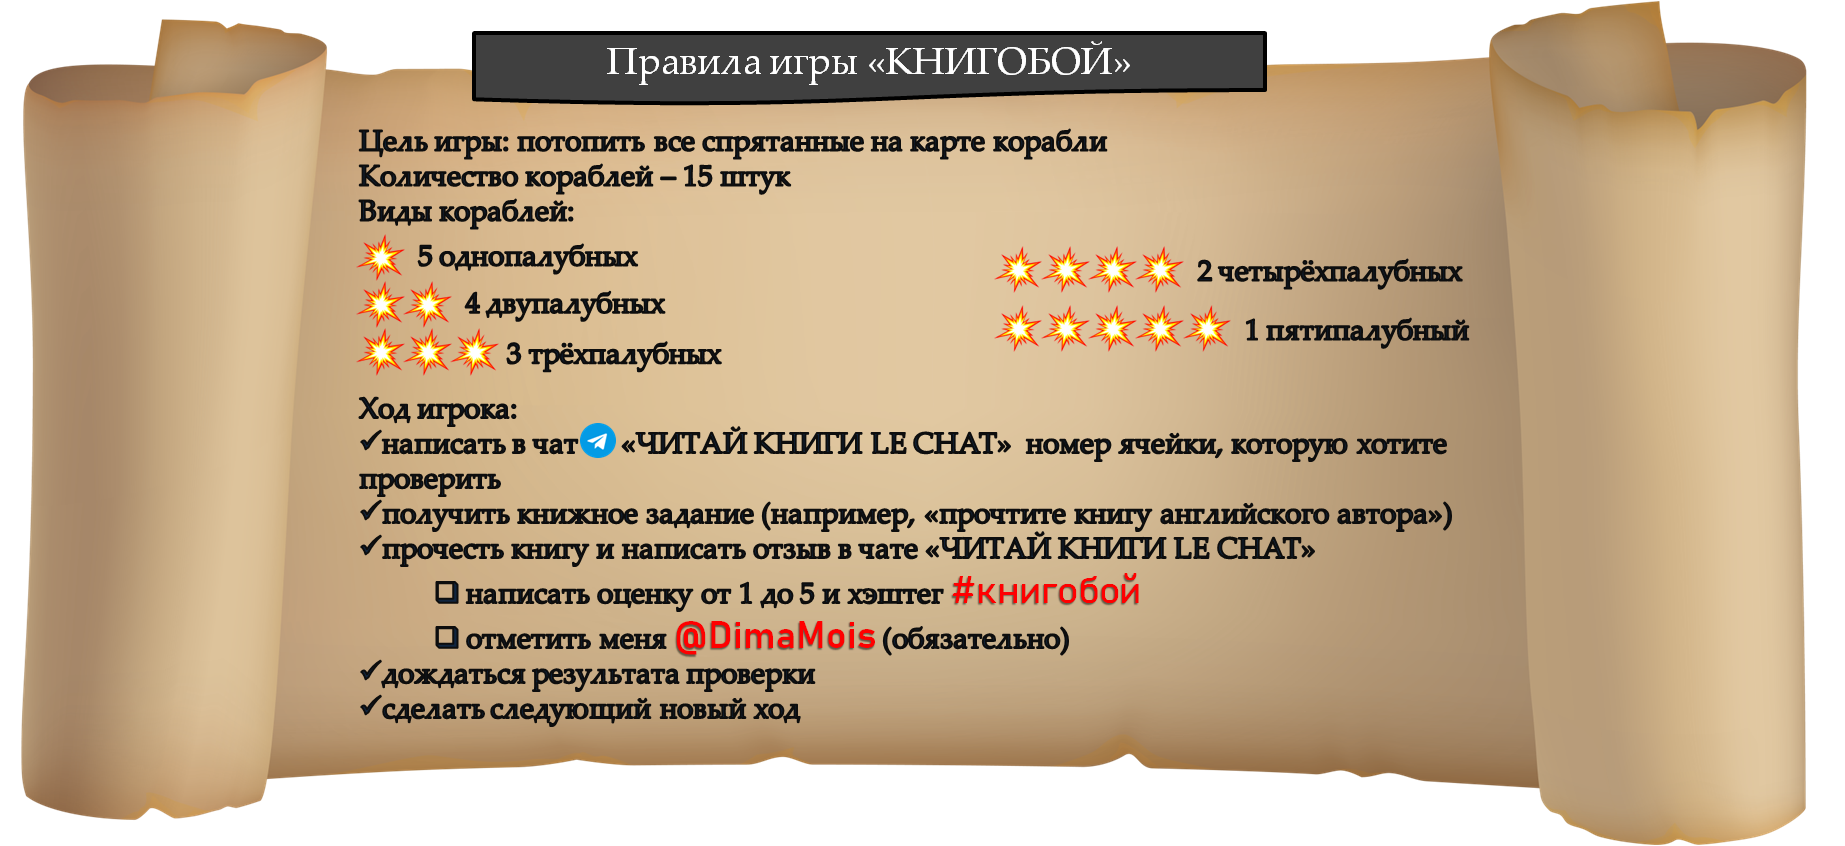 Правила игры «КНИГОБОЙ»
Цель игры: потопить все спрятанные на карте корабли
Количество кораблей – 15 штук
Виды кораблей:
5 однопалубных
4 двупалубных
3 трёхпалубных
2 четырёхпалубных
1 пятипалубный
Ход игрока:
✓написать в чат «ЧИТАЙ КНИГИ LE CHAT» номер ячейки, которую хотите
проверить
✓получить книжное задание (например, «прочтите книгу английского автора»)
✓прочесть книгу и написать отзыв в чате «ЧИТАЙ КНИГИ LE CHAT»
❑ написать оценку от 1 до 5 и хэштег #книгобой
❑ отметить меня @DimaMois (обязательно)
✓дождаться результата проверки
✓сделать следующий новый ход